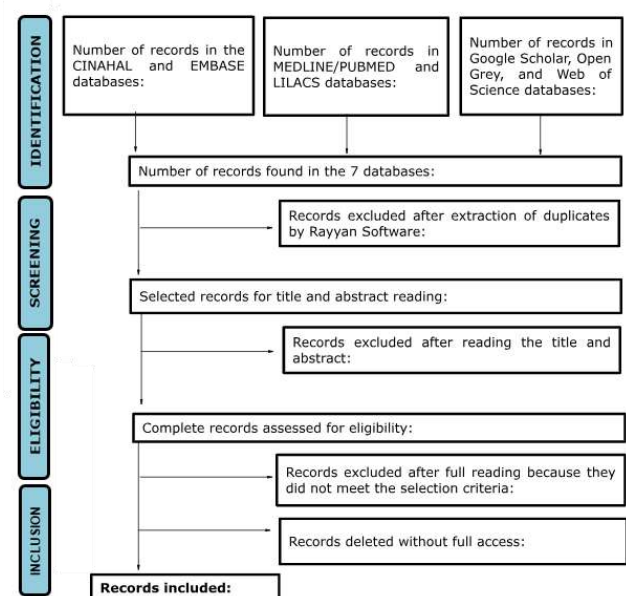 IDENTIFICATION
Number of records in the
CINAHAL and EMBASE
databases:
Number of records in
MEDLINE/PUBMED and
LILACS databases:
Number of records in
Google Scholar, Open
Grey, and Web of
Science databases:
Number of records found in the 7 databases:
SCREENING
Records excluded after extraction of duplicates
by Rayyan Software:
Selected records for title and abstract reading:
ELIGIBILITY
Records excluded after reading the title and
abstract:
Complete records assessed for eligibility:
Records excluded after full reading because they
did not meet the selection criteria:
INCLUSION
Records deleted without full access:
Records included: